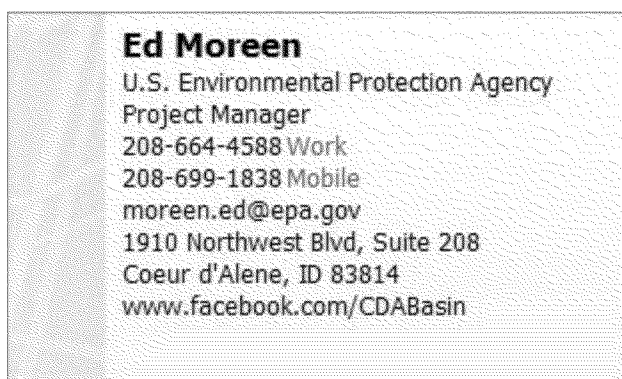 Ed Moreen
U.S. Environmental Protection Agency
Project Manager
208-664-4588 Work
208-699-1838 Mobile
moreen.ed@epa.gov
1910 Northwest Blvd, Suite 208
Coeur d'Alene, ID 83814
www.facebook.com/CDABasin